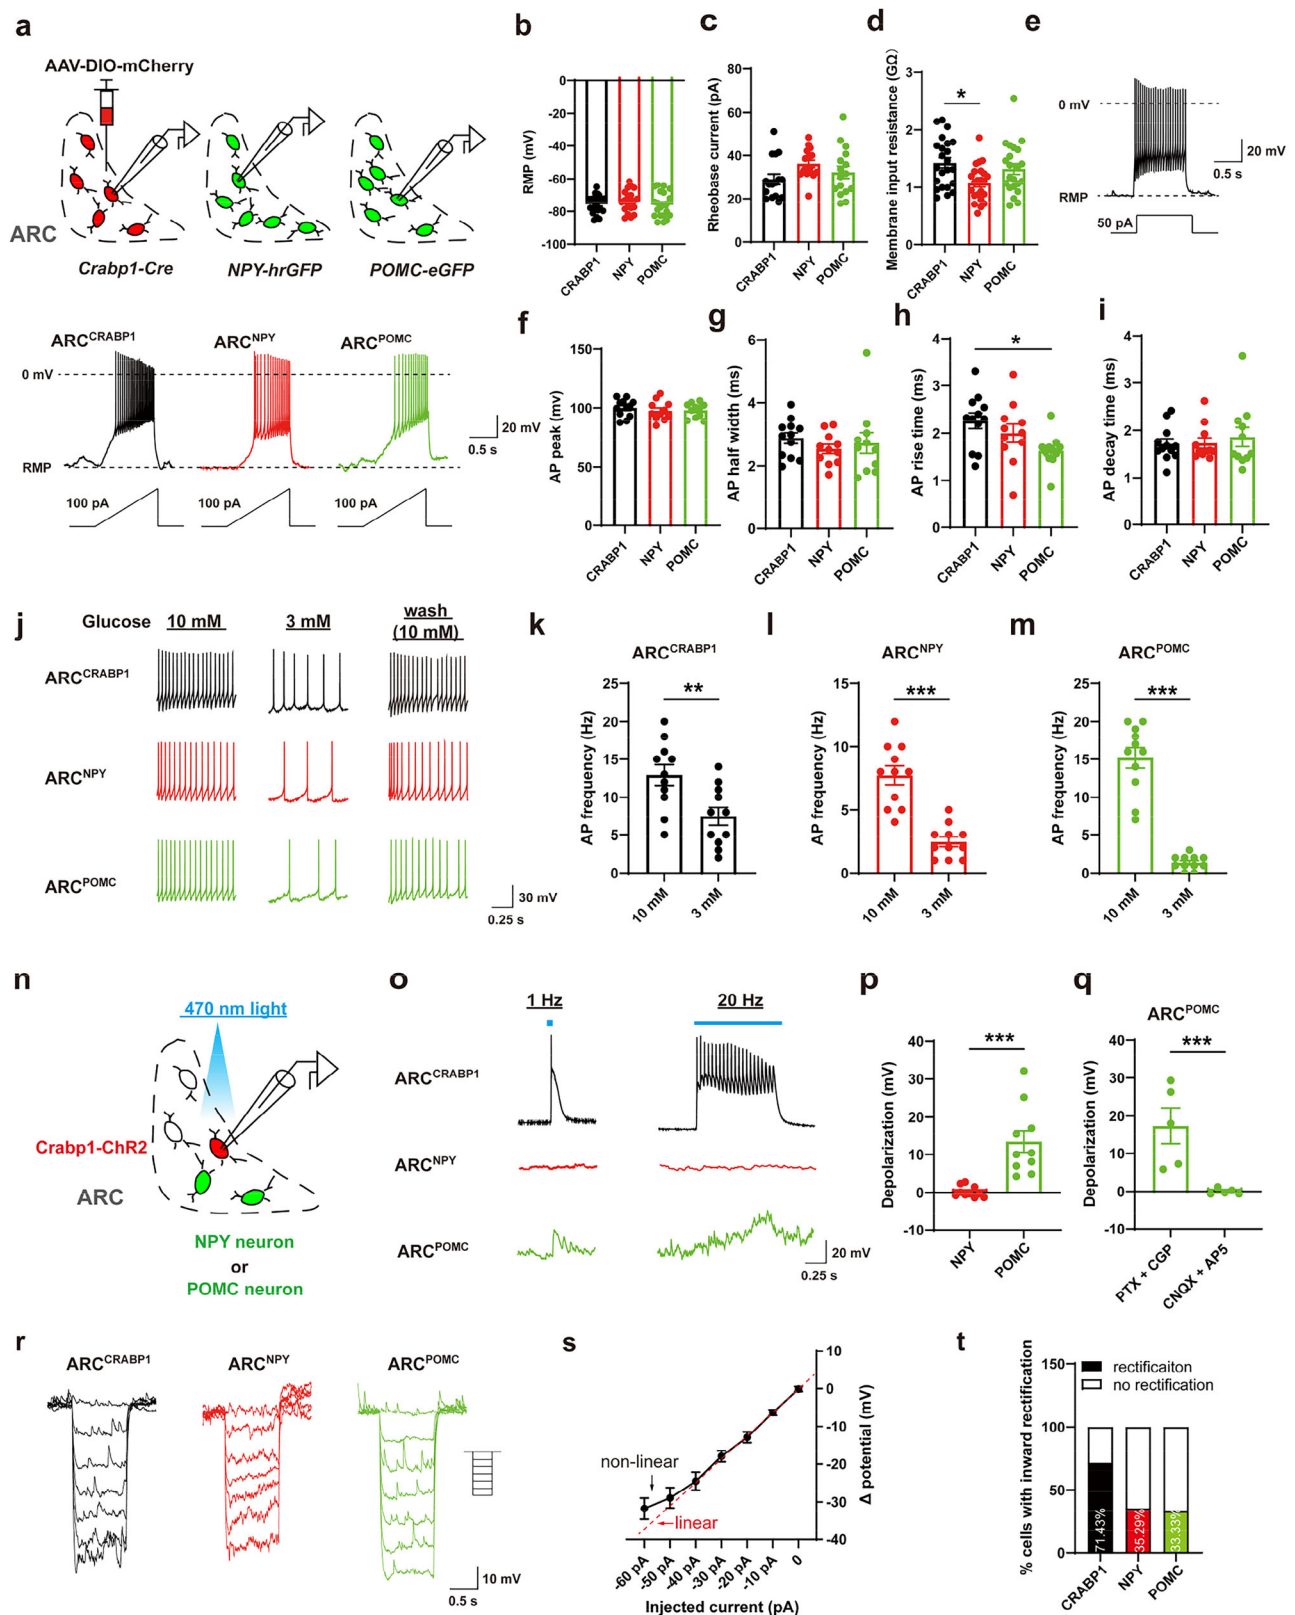 a
AAV-DIO-mCherry
ARC
Crabp1-Cre
NPY-hrGFP
POMC-eGFP
ARCCRABP1
ARCNPY
ARCPOMC
0 mV
20 mV
0.5 s
RMP
100 pA
100 pA
100 pA
b
RMP (mV)
0
-20
-40
-60
-80
-100
CRABP1
NPY
POMC
c
Rheobase current (pA)
80
60
40
20
0
CRABP1
NPY
POMC
d
Membrane input resistance (GΩ)
3
2
1
0
*
CRABP1
NPY
POMC
e
0 mV
20 mV
0.5 s
RMP
50 pA
f
AP peak (mv)
150
100
50
0
CRABP1
NPY
POMC
g
AP half width (ms)
6
4
2
0
CRABP1
NPY
POMC
h
AP rise time (ms)
4
3
2
1
0
*
CRABP1
NPY
POMC
i
AP decay time (ms)
4
3
2
1
0
CRABP1
NPY
POMC
j
Glucose
10 mM
3 mM
wash
(10 mM)
ARCCRABP1
ARCNPY
ARCPOMC
30 mV
0.25 s
k
ARCCRABP1
AP frequency (Hz)
25
20
15
10
5
0
**
10 mM
3 mM
l
ARCNPY
AP frequency (Hz)
15
10
5
0
***
10 mM
3 mM
m
ARCPOMC
AP frequency (Hz)
25
20
15
10
5
0
***
10 mM
3 mM
n
470 nm light
Crabp1-ChR2
ARC
NPY neuron
or
POMC neuron
o
1 Hz
20 Hz
ARCCRABP1
ARCNPY
ARCPOMC
20 mV
0.25 s
p
Depolarization (mV)
40
30
20
10
0
-10
***
NPY
POMC
q
ARCPOMC
Depolarization (mV)
40
30
20
10
0
-10
***
PTX + CGP
CNQX + AP5
r
ARCCRABP1
ARCNPY
ARCPOMC
10 mV
0.5 s
s
10
0
-10
-20
-30
-40
Δ potential (mV)
non-linear
linear
-60 pA
-50 pA
-40 pA
-30 pA
-20 pA
-10 pA
0
Injected current (pA)
t
% cells with inward rectification
150
100
50
0
rectificaiton
no rectification
71.43%
35.29%
33.33%
CRABP1
NPY
POMC